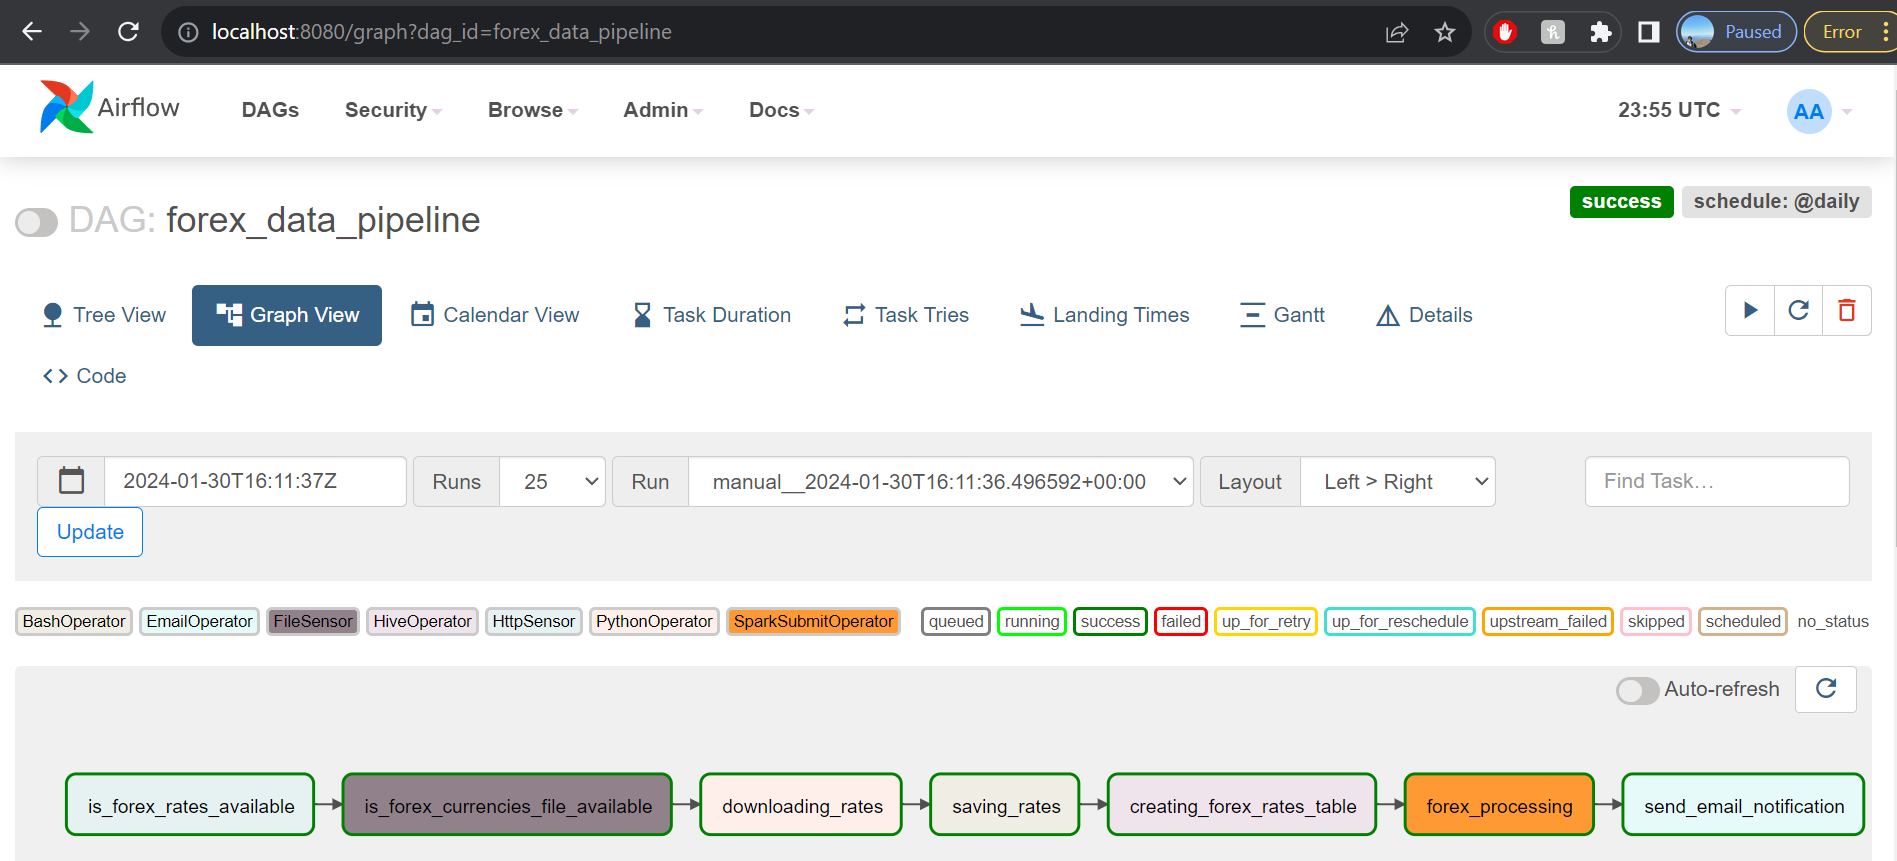 localhost:8080/graph?dag_id=forex_data_pipeline
Paused
Error
Airflow
DAGs
Security
Browse
Admin
Docs
23:55 UTC
AA
DAG: forex_data_pipeline
success
schedule: @daily
Tree View
Graph View
Calendar View
Task Duration
Task Tries
Landing Times
Gantt
Details
Code
2024-01-30T16:11:37Z
Runs
25
Run
manual__2024-01-30T16:11:36.496592+00:00
Layout
Left > Right
Find Task…
Update
BashOperator
EmailOperator
FileSensor
HiveOperator
HttpSensor
PythonOperator
SparkSubmitOperator
queued
running
success
failed
up_for_retry
up_for_reschedule
upstream_failed
skipped
scheduled
no_status
Auto-refresh
is_forex_rates_available
is_forex_currencies_file_available
downloading_rates
saving_rates
creating_forex_rates_table
forex_processing
send_email_notification